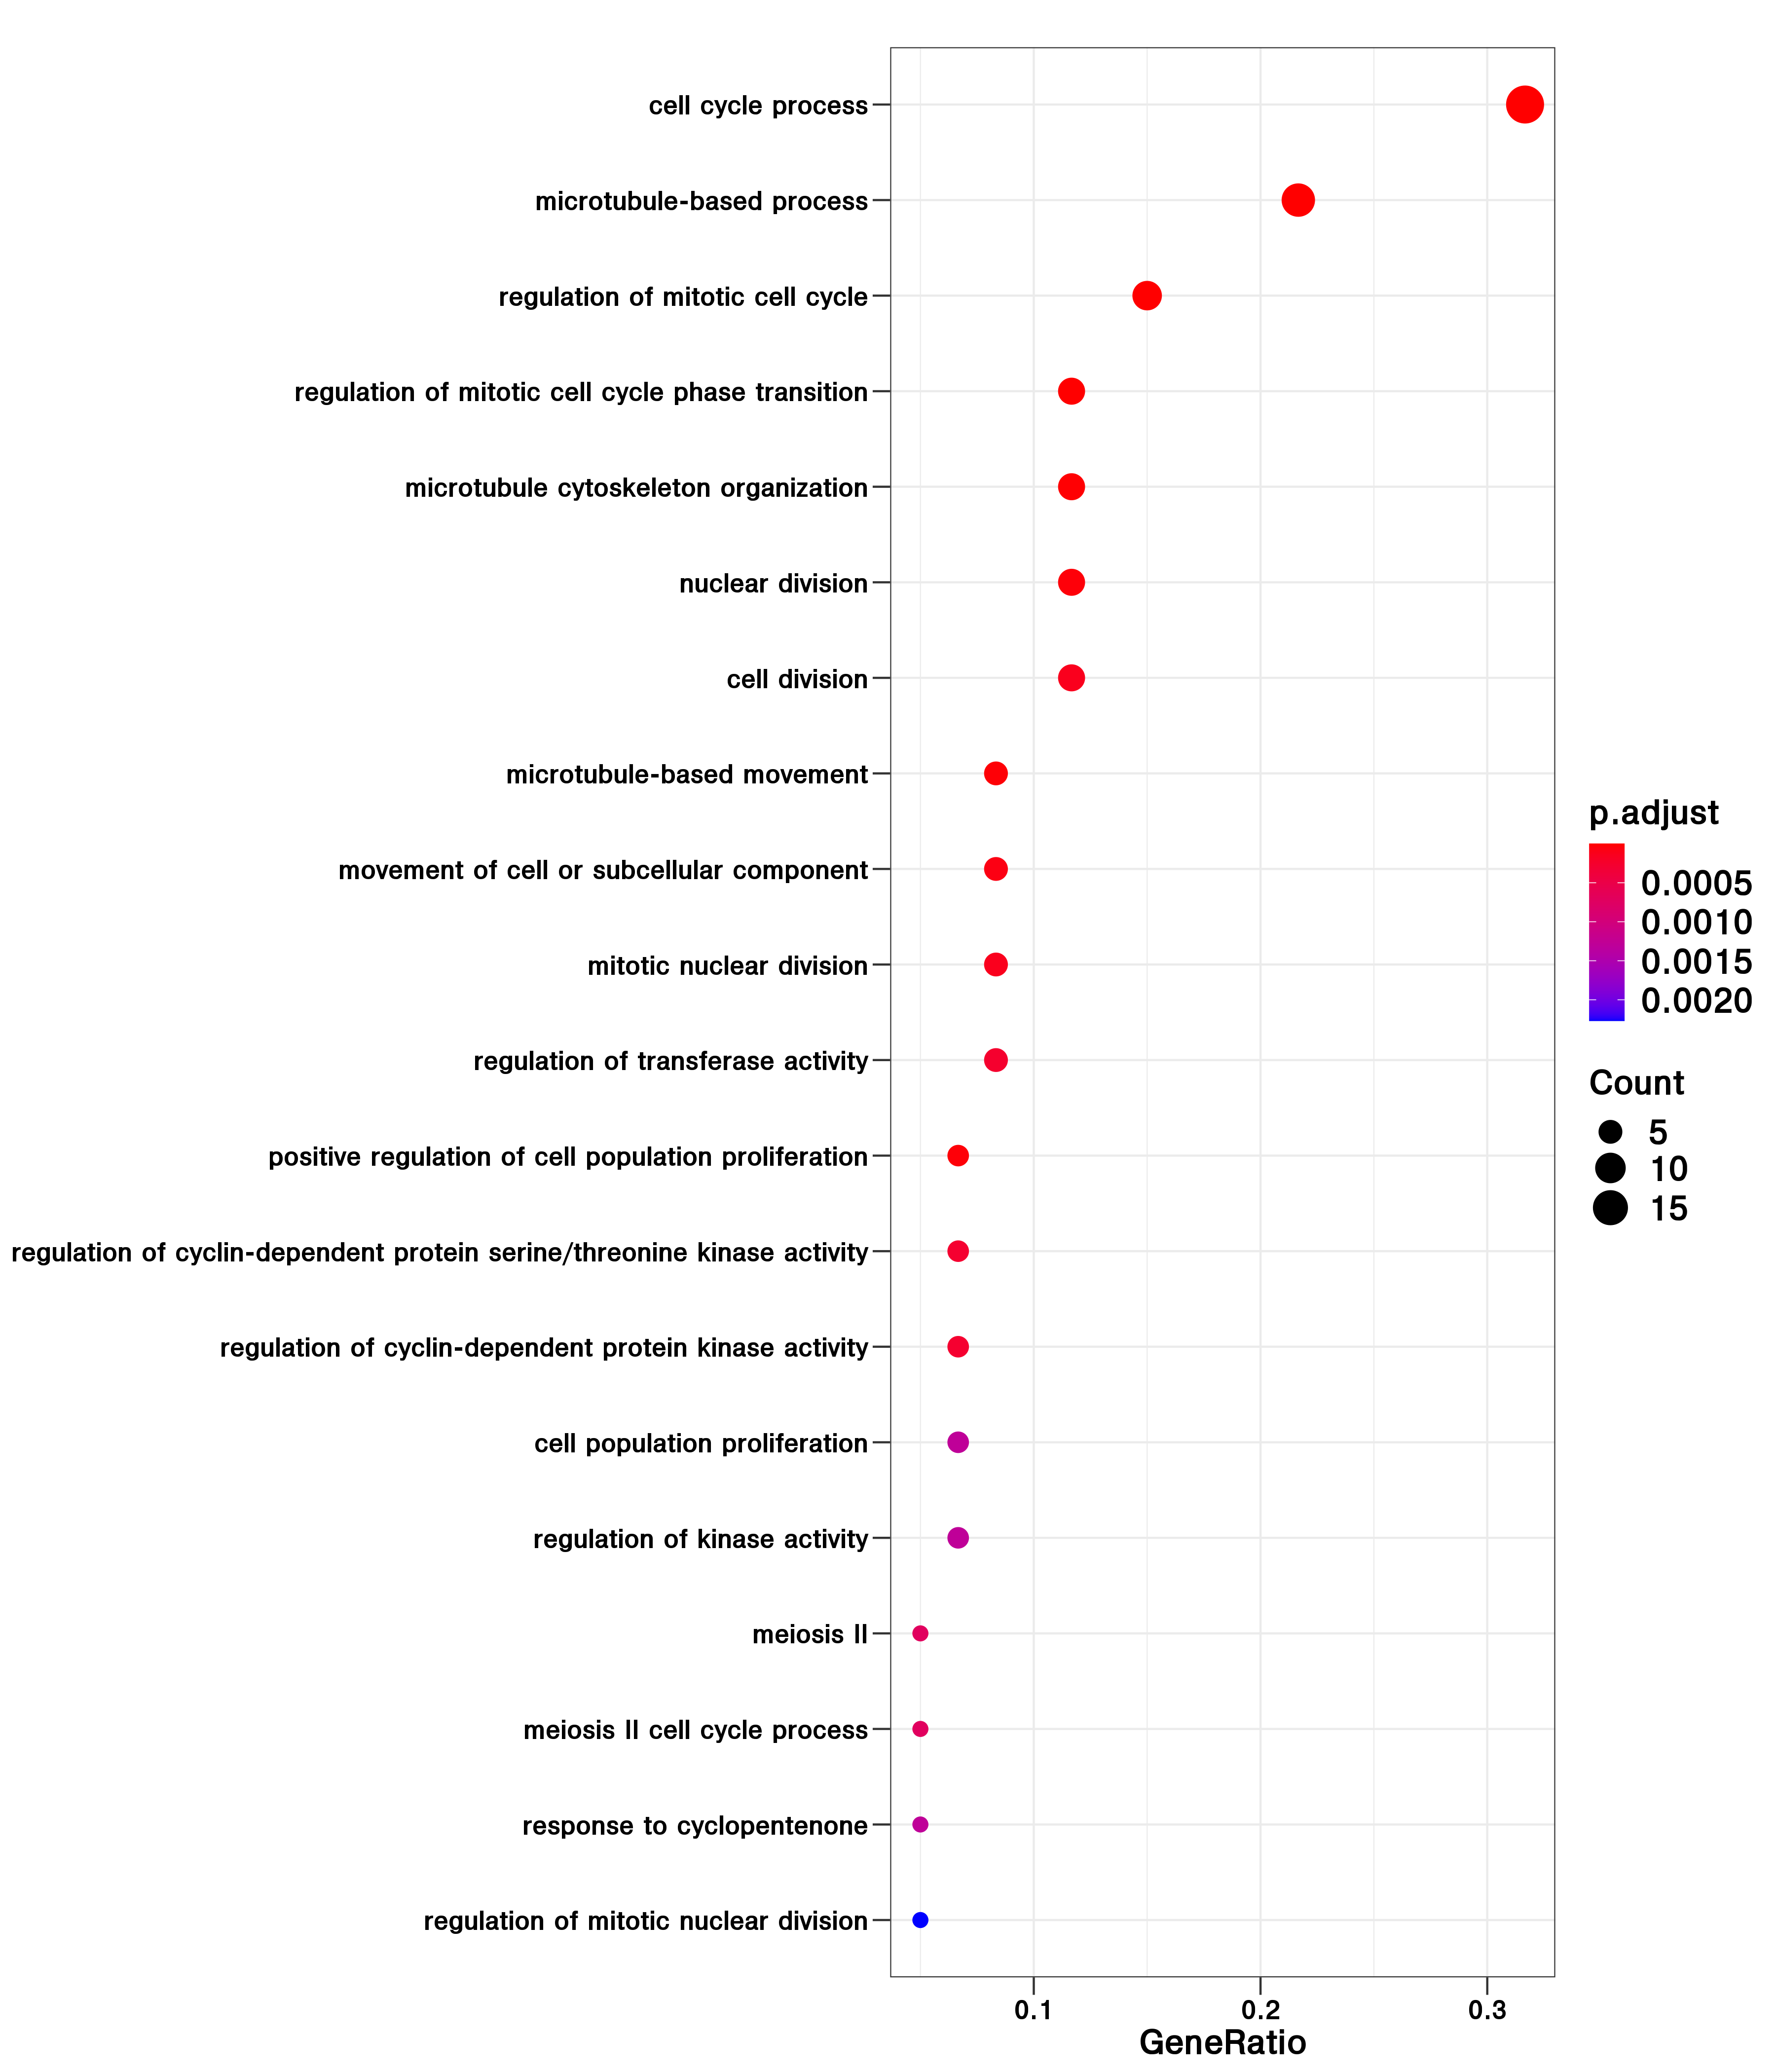 cell cycle process
microtubule-based process
regulation of mitotic cell cycle
regulation of mitotic cell cycle phase transition
microtubule cytoskeleton organization
nuclear division
cell division
microtubule-based movement
movement of cell or subcellular component
mitotic nuclear division
regulation of transferase activity
positive regulation of cell population proliferation
regulation of cyclin-dependent protein serine/threonine kinase activity
regulation of cyclin-dependent protein kinase activity
cell population proliferation
regulation of kinase activity
meiosis II
meiosis II cell cycle process
response to cyclopentenone
regulation of mitotic nuclear division
0.1 0.2 0.3
GeneRatio
p.adjust
0.0005
0.0010
0.0015
0.0020
Count
5
10
15